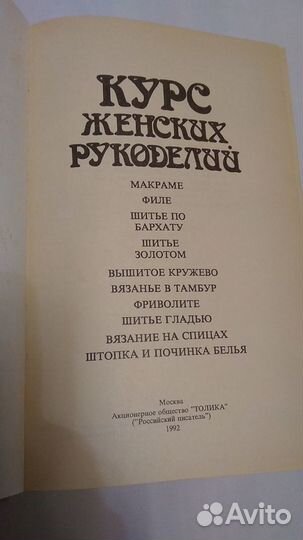 КУРС
ЖЕНСКИХ
РУКОДЕЛИЙ
МАКРАМЕ
ФИЛЕ
ШИТЬЕ ПО
БАРХАТУ
ШИТЬЕ
ЗОЛОТОМ
ВЫШИТОЕ КРУЖЕВО
ВЯЗАНЬЕ В ТАМБУР
ФРИВОЛИТЕ
ШИТЬЕ ГЛАДЬЮ
ВЯЗАНИЕ НА СПИЦАХ
ШТОПКА И ПОЧИНКА БЕЛЬЯ
Москва
Акционерное общество "ТОЛИКА"
("Российский писатель")
1992
Avito